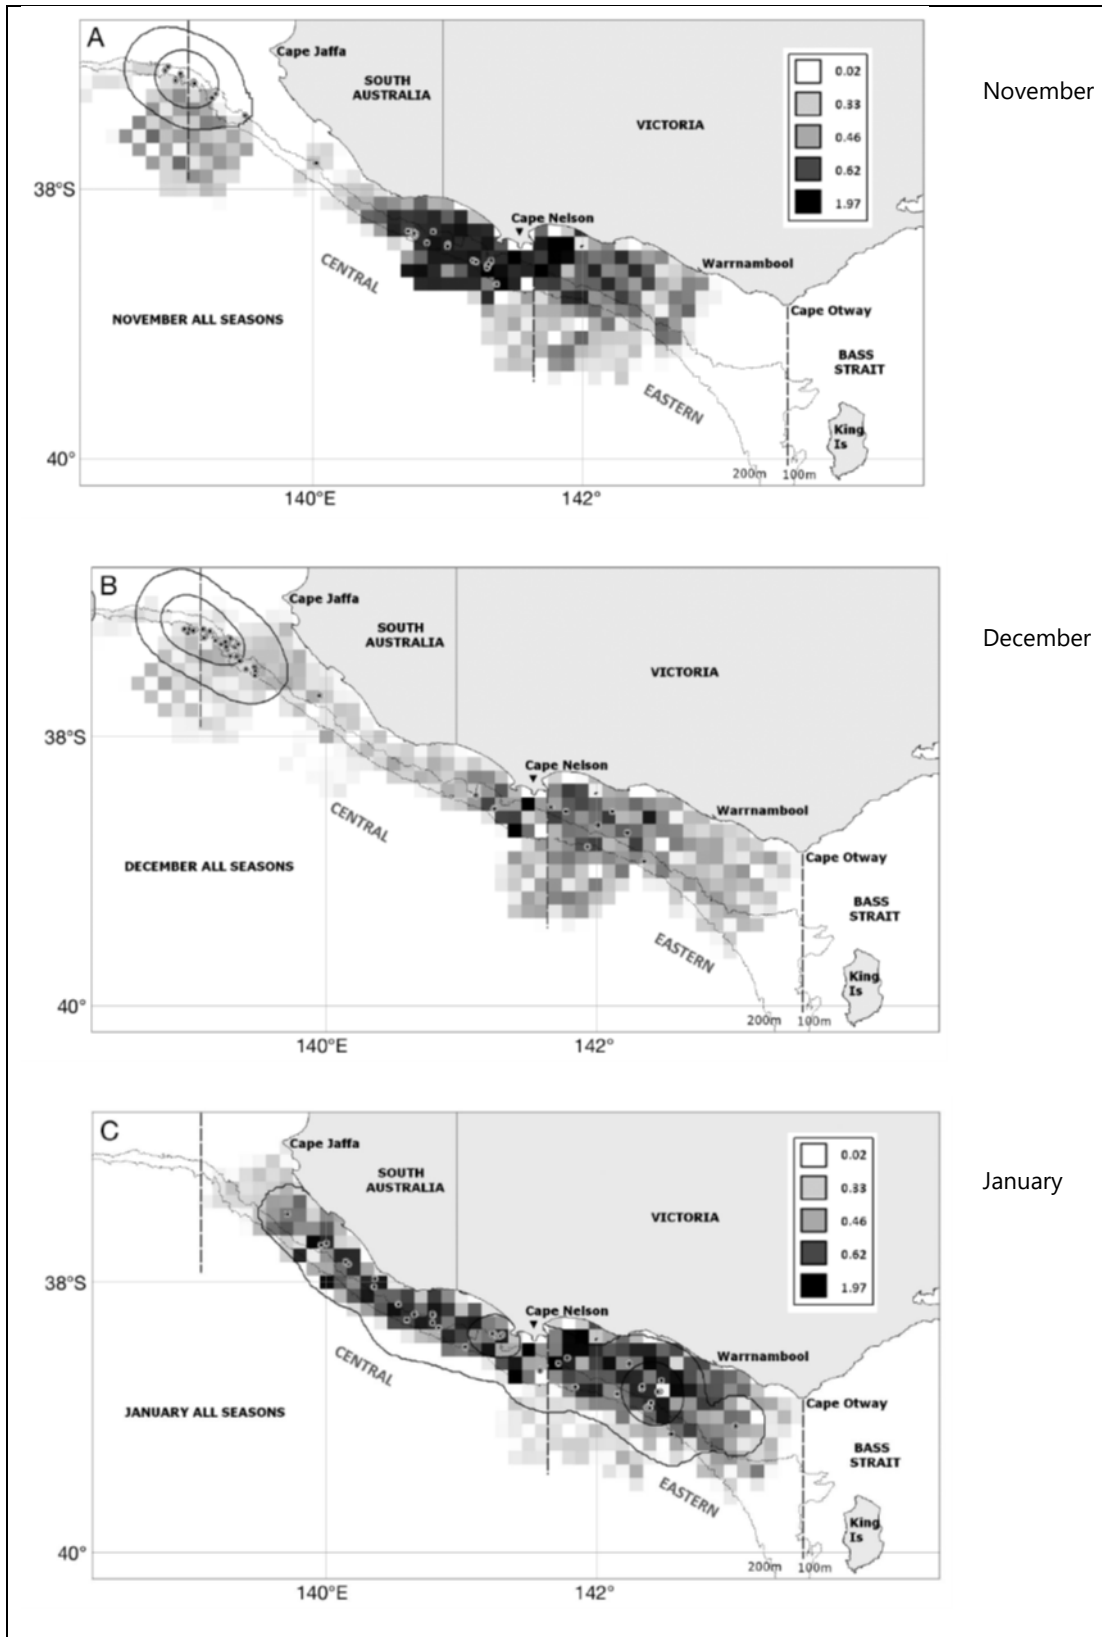 A
Cape Jaffa
SOUTH
AUSTRALIA
VICTORIA
0.02
0.33
0.46
0.62
1.97
November
38°S
Cape Nelson
CENTRAL
Warrnambool
NOVEMBER ALL SEASONS
Cape Otway
BASS
STRAIT
EASTERN
King
Is
40°
200m 100m
140°E
142°
B
Cape Jaffa
SOUTH
AUSTRALIA
VICTORIA
December
38°S
Cape Nelson
CENTRAL
Warrnambool
DECEMBER ALL SEASONS
Cape Otway
BASS
STRAIT
EASTERN
King
Is
40°
200m 100m
140°E
142°
C
Cape Jaffa
SOUTH
AUSTRALIA
VICTORIA
0.02
0.33
0.46
0.62
1.97
January
38°S
Cape Nelson
CENTRAL
Warrnambool
JANUARY ALL SEASONS
Cape Otway
BASS
STRAIT
EASTERN
King
Is
40°
200m 100m
140°E
142°